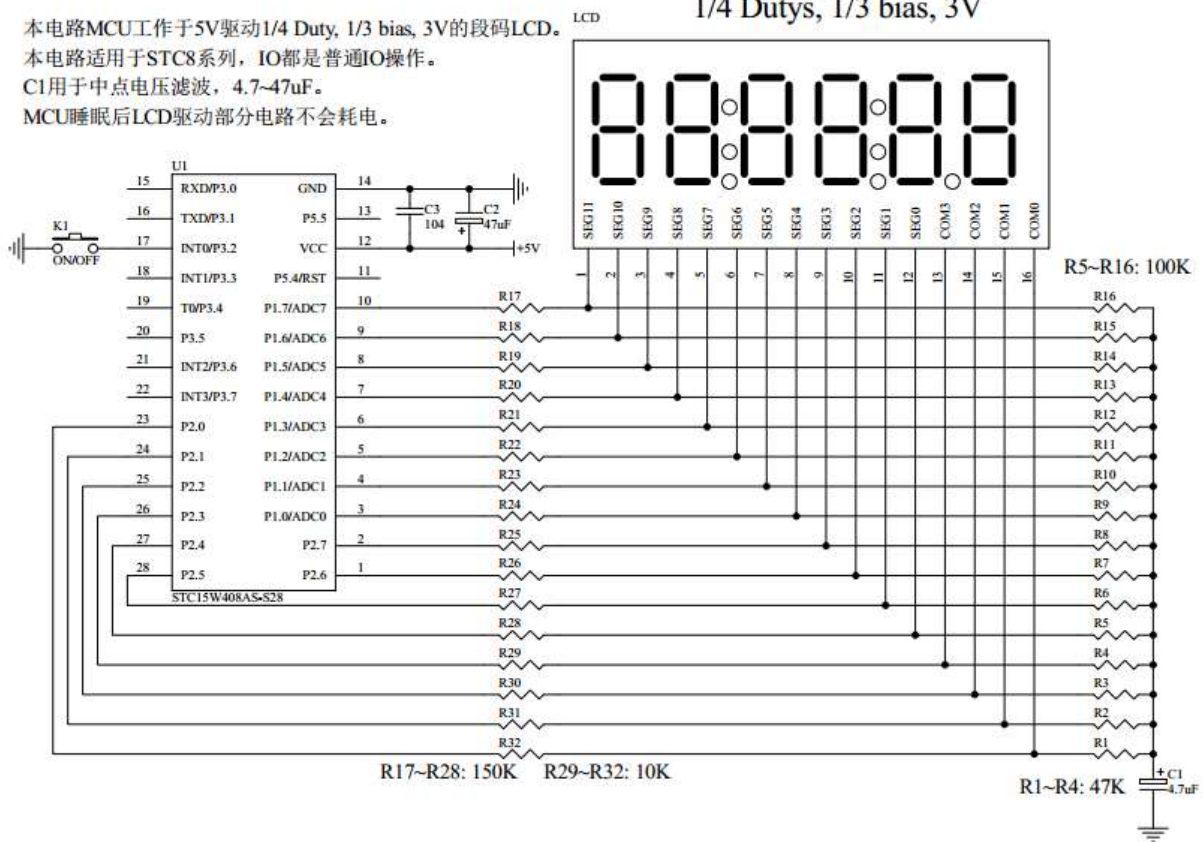 本电路MCU工作于5V驱动1/4 Duty, 1/3 bias, 3V的段码LCD。
本电路适用于STC8系列，IO都是普通IO操作。
C1用于中点电压滤波，4.7~47uF。
MCU睡眠后LCD驱动部分电路不会耗电。
1/4 Dutys, 1/3 bias, 3V
LCD
SEG11 SEG10 SEG9 SEG8 SEG7 SEG6 SEG5 SEG4 SEG3 SEG2 SEG1 SEG0 COM3 COM2 COM1 COM0
1 2 3 4 5 6 7 8 9 10 11 12 13 14 15 16
U1
15 RXD/P3.0 GND 14
16 TXD/P3.1 P5.5 13
17 INT0/P3.2 VCC 12
18 INT1/P3.3 P5.4/RST 11
19 T0/P3.4 P1.7/ADC7 10
20 P3.5 P1.6/ADC6 9
21 INT2/P3.6 P1.5/ADC5 8
22 INT3/P3.7 P1.4/ADC4 7
23 P2.0 P1.3/ADC3 6
24 P2.1 P1.2/ADC2 5
25 P2.2 P1.1/ADC1 4
26 P2.3 P1.0/ADC0 3
27 P2.4 P2.7 2
28 P2.5 P2.6 1
STC15W408AS-S28
K1
ON/OFF
C3
104
C2
+
47uF
+5V
R5~R16: 100K
R17 R16
R18 R15
R19 R14
R20 R13
R21 R12
R22 R11
R23 R10
R24 R9
R25 R8
R26 R7
R27 R6
R28 R5
R29 R4
R30 R3
R31 R2
R32 R1
R17~R28: 150K R29~R32: 10K
R1~R4: 47K
+ C1
4.7uF